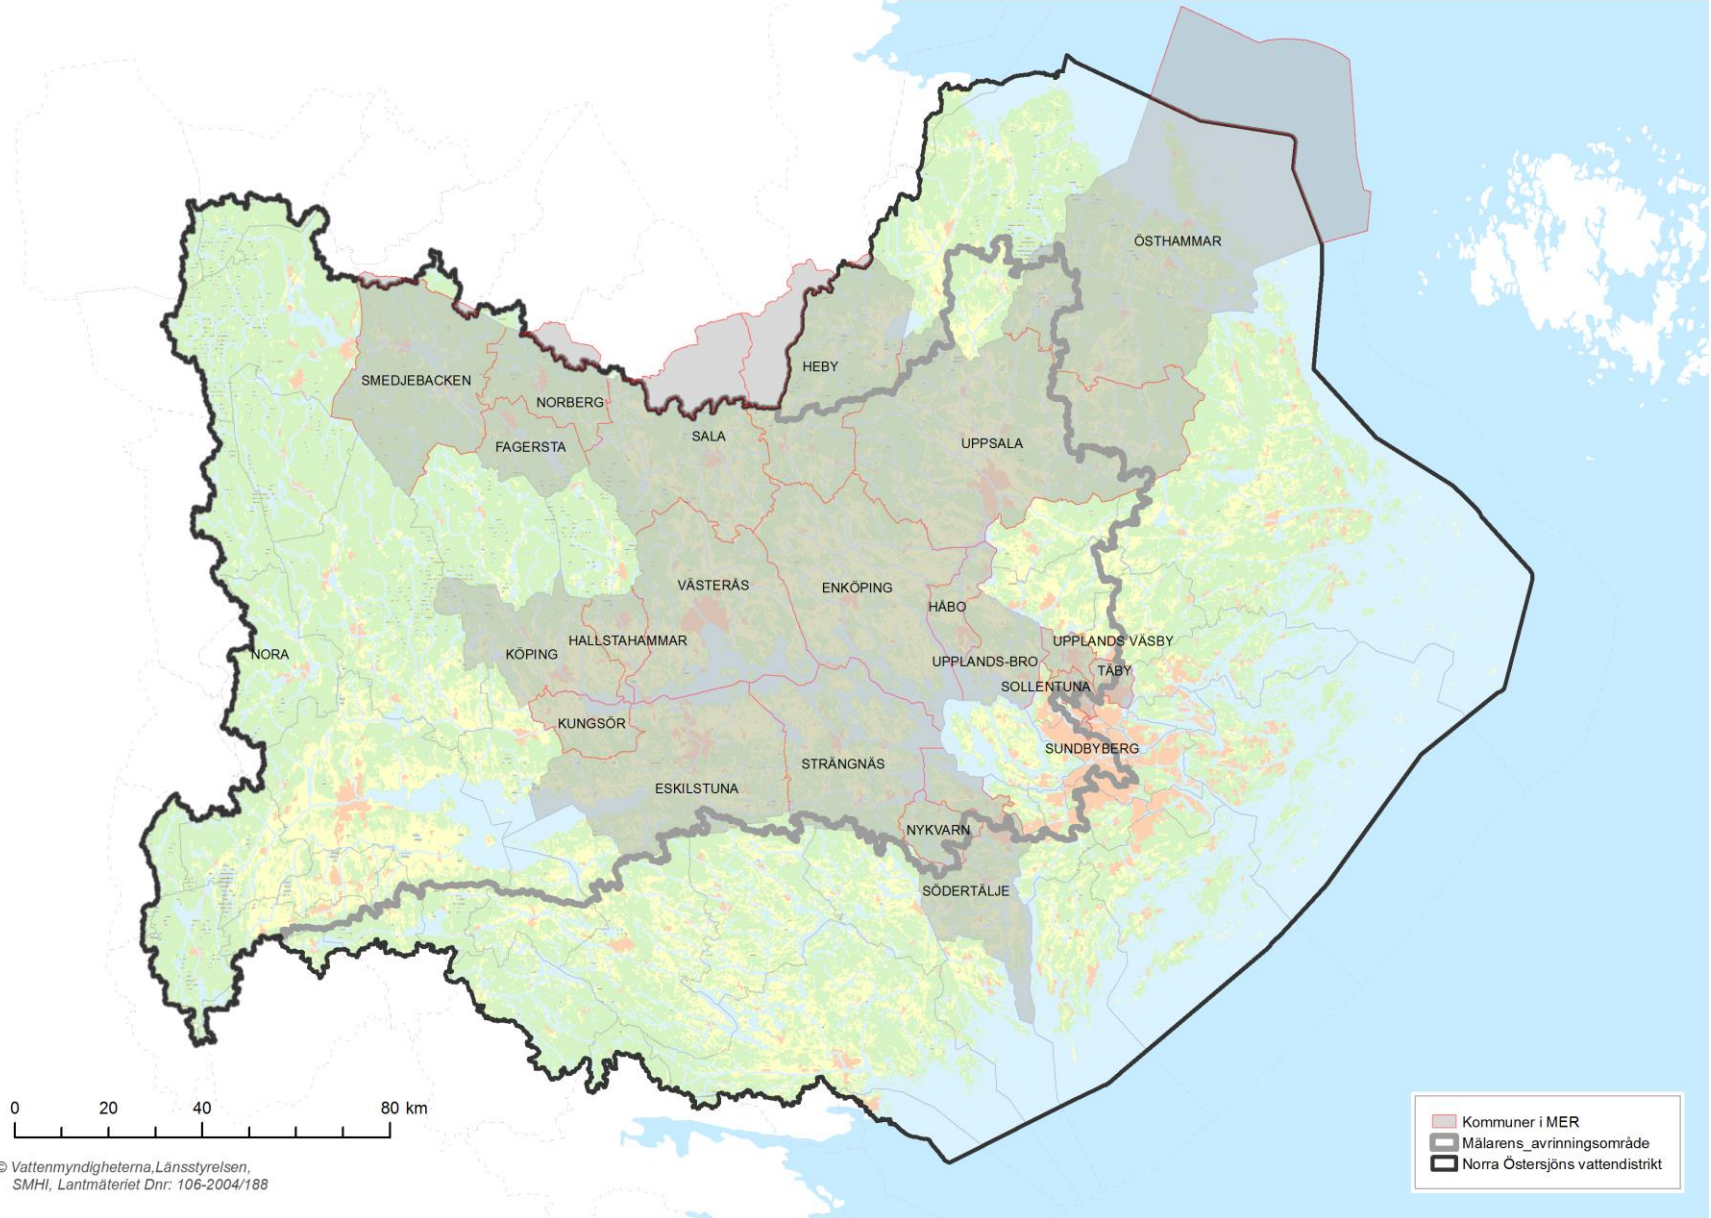 ÖSTHAMMAR
HEBY
SMEDJEBACKEN
NORBERG
SALA
FAGERSTA
UPPSALA
VÄSTERÅS
ENKÖPING
HÅBO
HALLSTAHAMMAR
UPPLANDS VÄSBY
NORA
KÖPING
UPPLANDS-BRO
TÄBY
SOLLENTUNA
KUNGSÖR
SUNDBYBERG
STRÄNGNÄS
ESKILSTUNA
NYKVARN
SÖDERTÄLJE
0 20 40 80 km
© Vattenmyndigheterna,Länsstyrelsen,
SMHI, Lantmäteriet Dnr: 106-2004/188
Kommuner i MER
Mälarens_avrinningsområde
Norra Östersjöns vattendistrikt